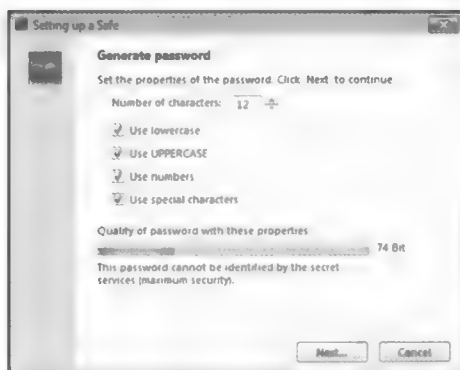 Setting up a Safe
Generate password
Set the properties of the password. Click Next to continue
Number of characters: 12
Use lowercase
Use UPPERCASE
Use numbers
Use special characters
Quality of password with these properties
74 Bit
This password cannot be identified by the secret
services (maximum security).
Next...
Cancel